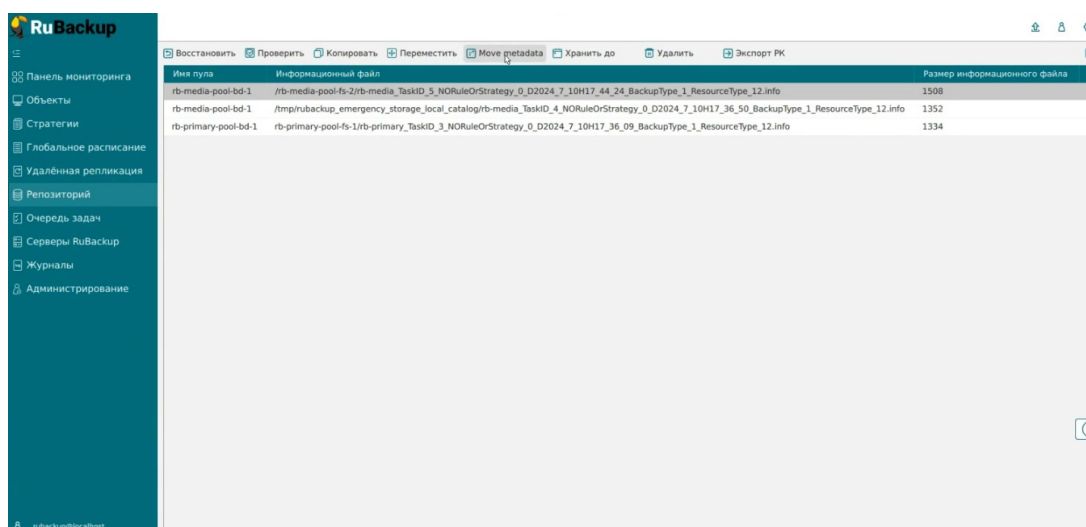 RuBackup
Восстановить Проверить Копировать Переместить Move metadata Хранить до Удалить Экспорт РК
Панель мониторинга
Объекты
Стратегии
Глобальное расписание
Удалённая репликация
Репозиторий
Очередь задач
Серверы RuBackup
Журналы
Администрирование
Имя пула Информационный файл Размер информационного файла
rb-media-pool-bd-1 /rb-media-pool-fs-2/rb-media_TaskID_5_NORuleOrStrategy_0_D2024_7_10H17_44_24_BackupType_1_ResourceType_12.info 1508
rb-media-pool-bd-1 /tmp/rubackup_emergency_storage_local_catalog/rb-media_TaskID_4_NORuleOrStrategy_0_D2024_7_10H17_36_50_BackupType_1_ResourceType_12.info 1352
rb-primary-pool-bd-1 rb-primary-pool-fs-1/rb-primary_TaskID_3_NORuleOrStrategy_0_D2024_7_10H17_36_09_BackupType_1_ResourceType_12.info 1334